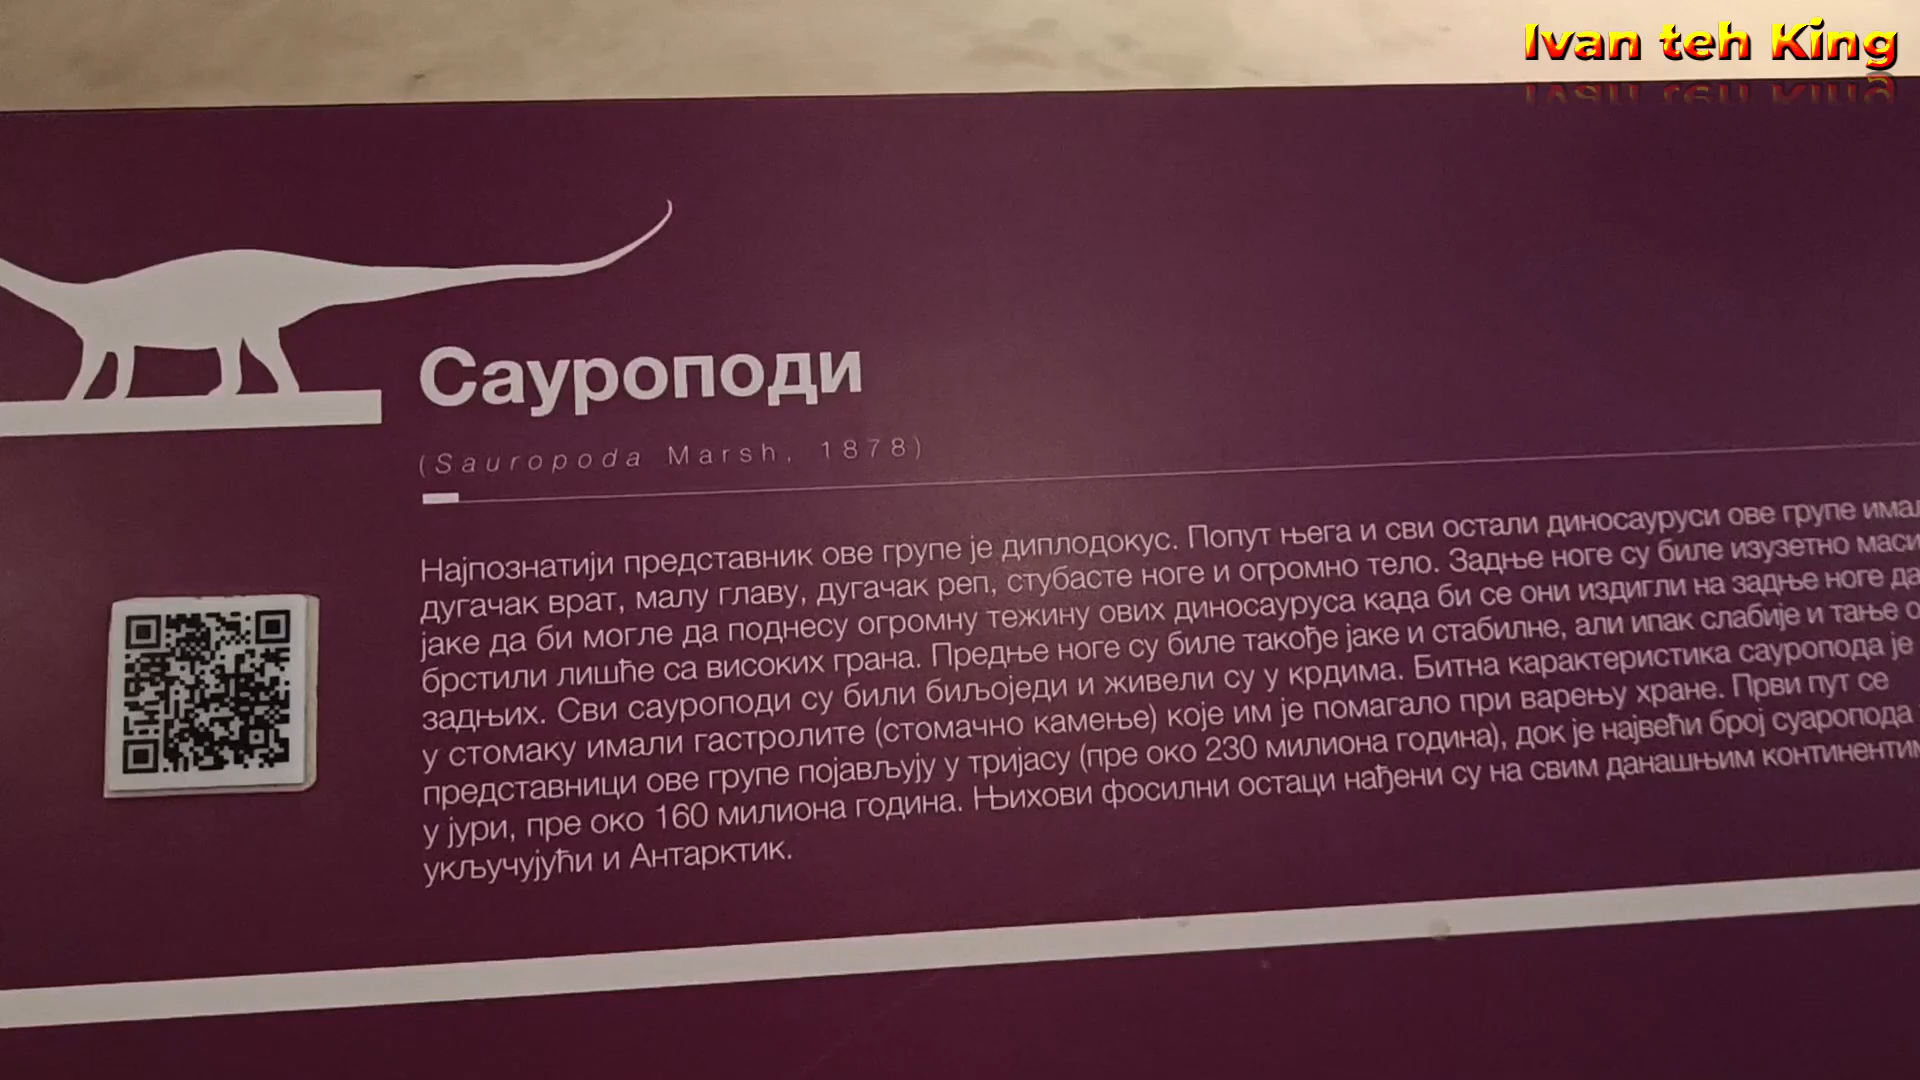 Ivan teh King
Сауроподи
(Sauropoda Marsh, 1878)
Најпознатији представник ове групе је диплодокус. Попут њега и сви остали диносауруси ове групе
дугачак врат, малу главу, дугачак реп, стубасте ноге и огромно тело. Задње ноге су биле изузетно
јаке да би могле да поднесу огромну тежину ових диносауруса када би се они издигли на задње ноге да
брстили лишће са високих грана. Предње ноге су биле такође јаке и стабилне, али ипак слабије и тање
задњих. Сви сауроподи су били биљоједи и живели су у крдима. Битна карактеристика сауропода је
у стомаку имали гастролите (стомачно камење) које им је помагало при варењу хране. Први пут се
представници ове групе појављују у тријасу (пре око 230 милиона година), док је највећи број суаропода
у јури, пре око 160 милиона година. Њихови фосилни остаци нађени су на свим данашњим
укључујући и Антарктик.